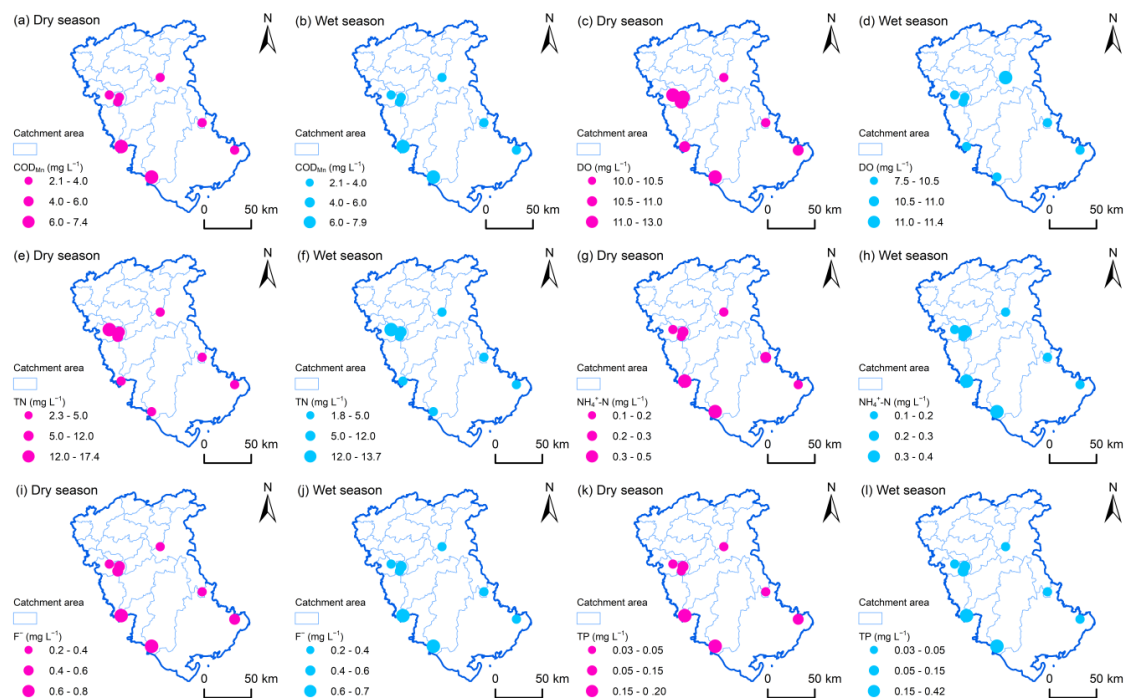 (a) Dry season
N
Catchment area
COD_Mn (mg L⁻¹)
2.1 - 4.0
4.0 - 6.0
6.0 - 7.4
0 50 km
(b) Wet season
N
Catchment area
COD_Mn (mg L⁻¹)
2.1 - 4.0
4.0 - 6.0
6.0 - 7.9
0 50 km
(c) Dry season
N
Catchment area
DO (mg L⁻¹)
10.0 - 10.5
10.5 - 11.0
11.0 - 13.0
0 50 km
(d) Wet season
N
Catchment area
DO (mg L⁻¹)
7.5 - 10.5
10.5 - 11.0
11.0 - 11.4
0 50 km
(e) Dry season
N
Catchment area
TN (mg L⁻¹)
2.3 - 5.0
5.0 - 12.0
12.0 - 17.4
0 50 km
(f) Wet season
N
Catchment area
TN (mg L⁻¹)
1.8 - 5.0
5.0 - 12.0
12.0 - 13.7
0 50 km
(g) Dry season
N
Catchment area
NH₄⁺-N (mg L⁻¹)
0.1 - 0.2
0.2 - 0.3
0.3 - 0.5
0 50 km
(h) Wet season
N
Catchment area
NH₄⁺-N (mg L⁻¹)
0.1 - 0.2
0.2 - 0.3
0.3 - 0.4
0 50 km
(i) Dry season
N
Catchment area
F⁻ (mg L⁻¹)
0.2 - 0.4
0.4 - 0.6
0.6 - 0.8
0 50 km
(j) Wet season
N
Catchment area
F⁻ (mg L⁻¹)
0.2 - 0.4
0.4 - 0.6
0.6 - 0.7
0 50 km
(k) Dry season
N
Catchment area
TP (mg L⁻¹)
0.03 - 0.05
0.05 - 0.15
0.15 - 0.20
0 50 km
(l) Wet season
N
Catchment area
TP (mg L⁻¹)
0.03 - 0.05
0.05 - 0.15
0.15 - 0.42
0 50 km